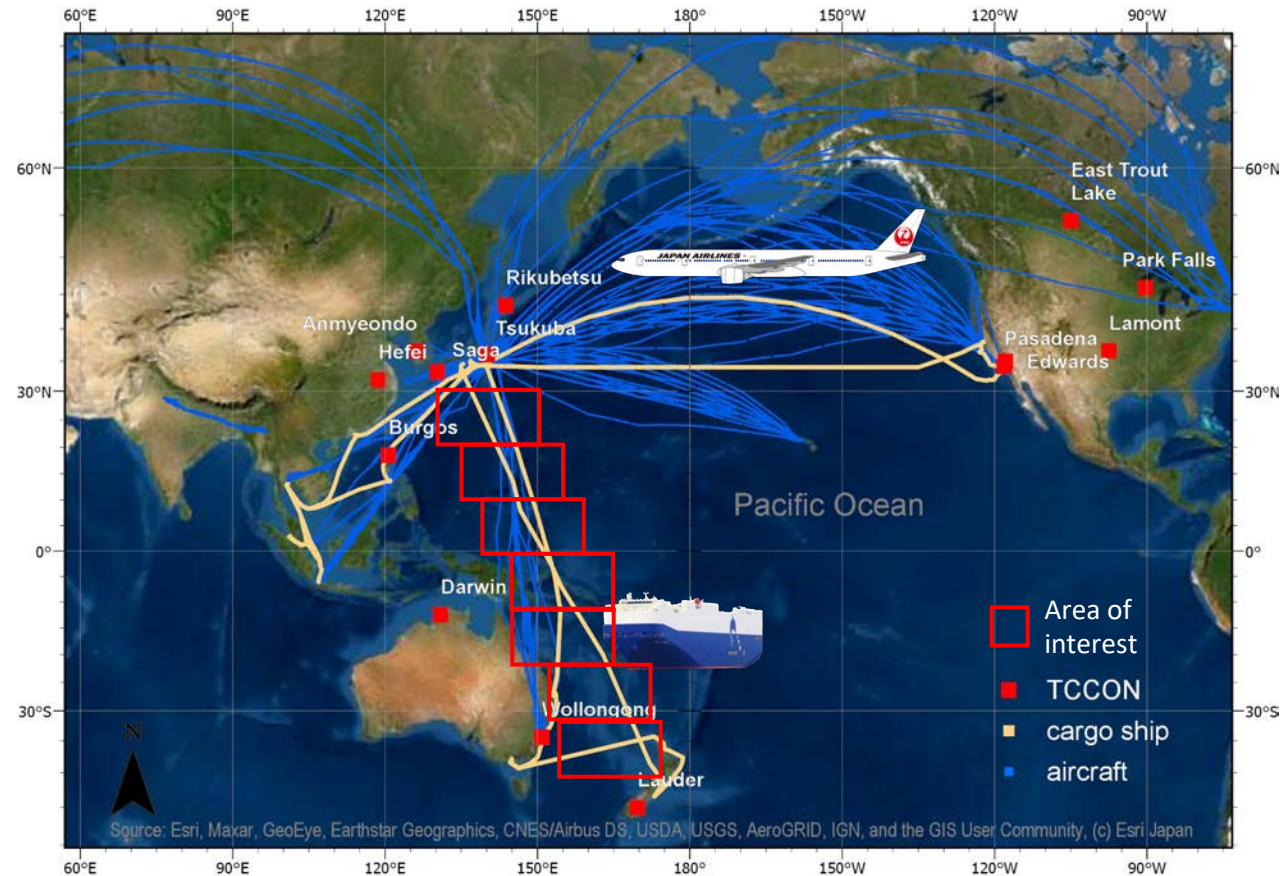 60°E 90°E 120°E 150°E 180° 150°W 120°W 90°W
60°N 60°N
East Trout
Lake
JAPAN AIRLINES
Park Falls
Rikubetsu
Lamont
Anmyeondo
Tsukuba
Pasadena
Hefei
Saga
Edwards
30°N 30°N
Burgos
Pacific Ocean
0° 0°
Darwin
Area of
interest
TCCON
30°S 30°S
Wollongong
cargo ship
N
aircraft
Lauder
Source: Esri, Maxar, GeoEye, Earthstar Geographics, CNES/Airbus DS, USDA, USGS, AeroGRID, IGN, and the GIS User Community, (c) Esri Japan
60°E 90°E 120°E 150°E 180° 150°W 120°W 90°W